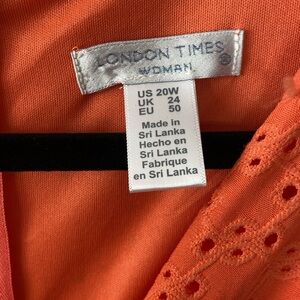 LONDON TIMES
WOMAN
US 20W
UK 24
EU 50
Made in
Sri Lanka
Hecho en
Sri Lanka
Fabrique
en Sri Lanka